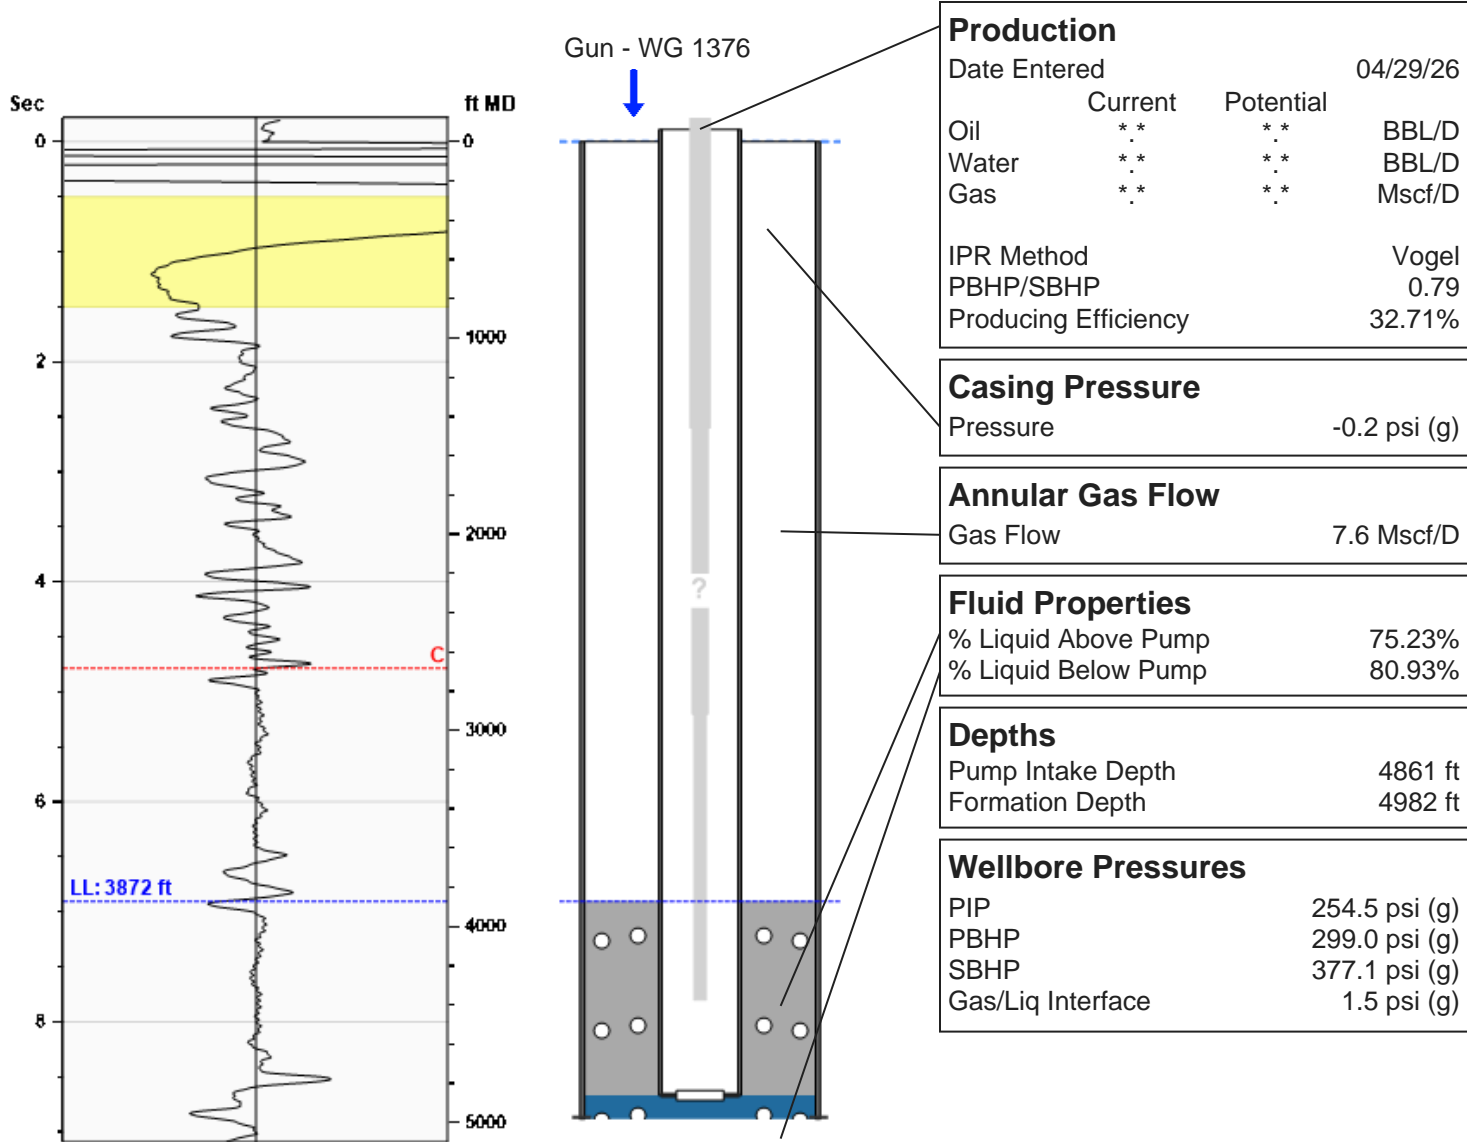 Gun - WG 1376
Sec
ft MD
0
0
1000
2
2000
4
?
C
3000
6
LL: 3872 ft
4000
8
5000
Production
Date Entered 04/29/26
Current Potential
Oil *.* *.* BBL/D
Water *.* *.* BBL/D
Gas *.* *.* Mscf/D
IPR Method Vogel
PBHP/SBHP 0.79
Producing Efficiency 32.71%
Casing Pressure
Pressure -0.2 psi (g)
Annular Gas Flow
Gas Flow 7.6 Mscf/D
Fluid Properties
% Liquid Above Pump 75.23%
% Liquid Below Pump 80.93%
Depths
Pump Intake Depth 4861 ft
Formation Depth 4982 ft
Wellbore Pressures
PIP 254.5 psi (g)
PBHP 299.0 psi (g)
SBHP 377.1 psi (g)
Gas/Liq Interface 1.5 psi (g)